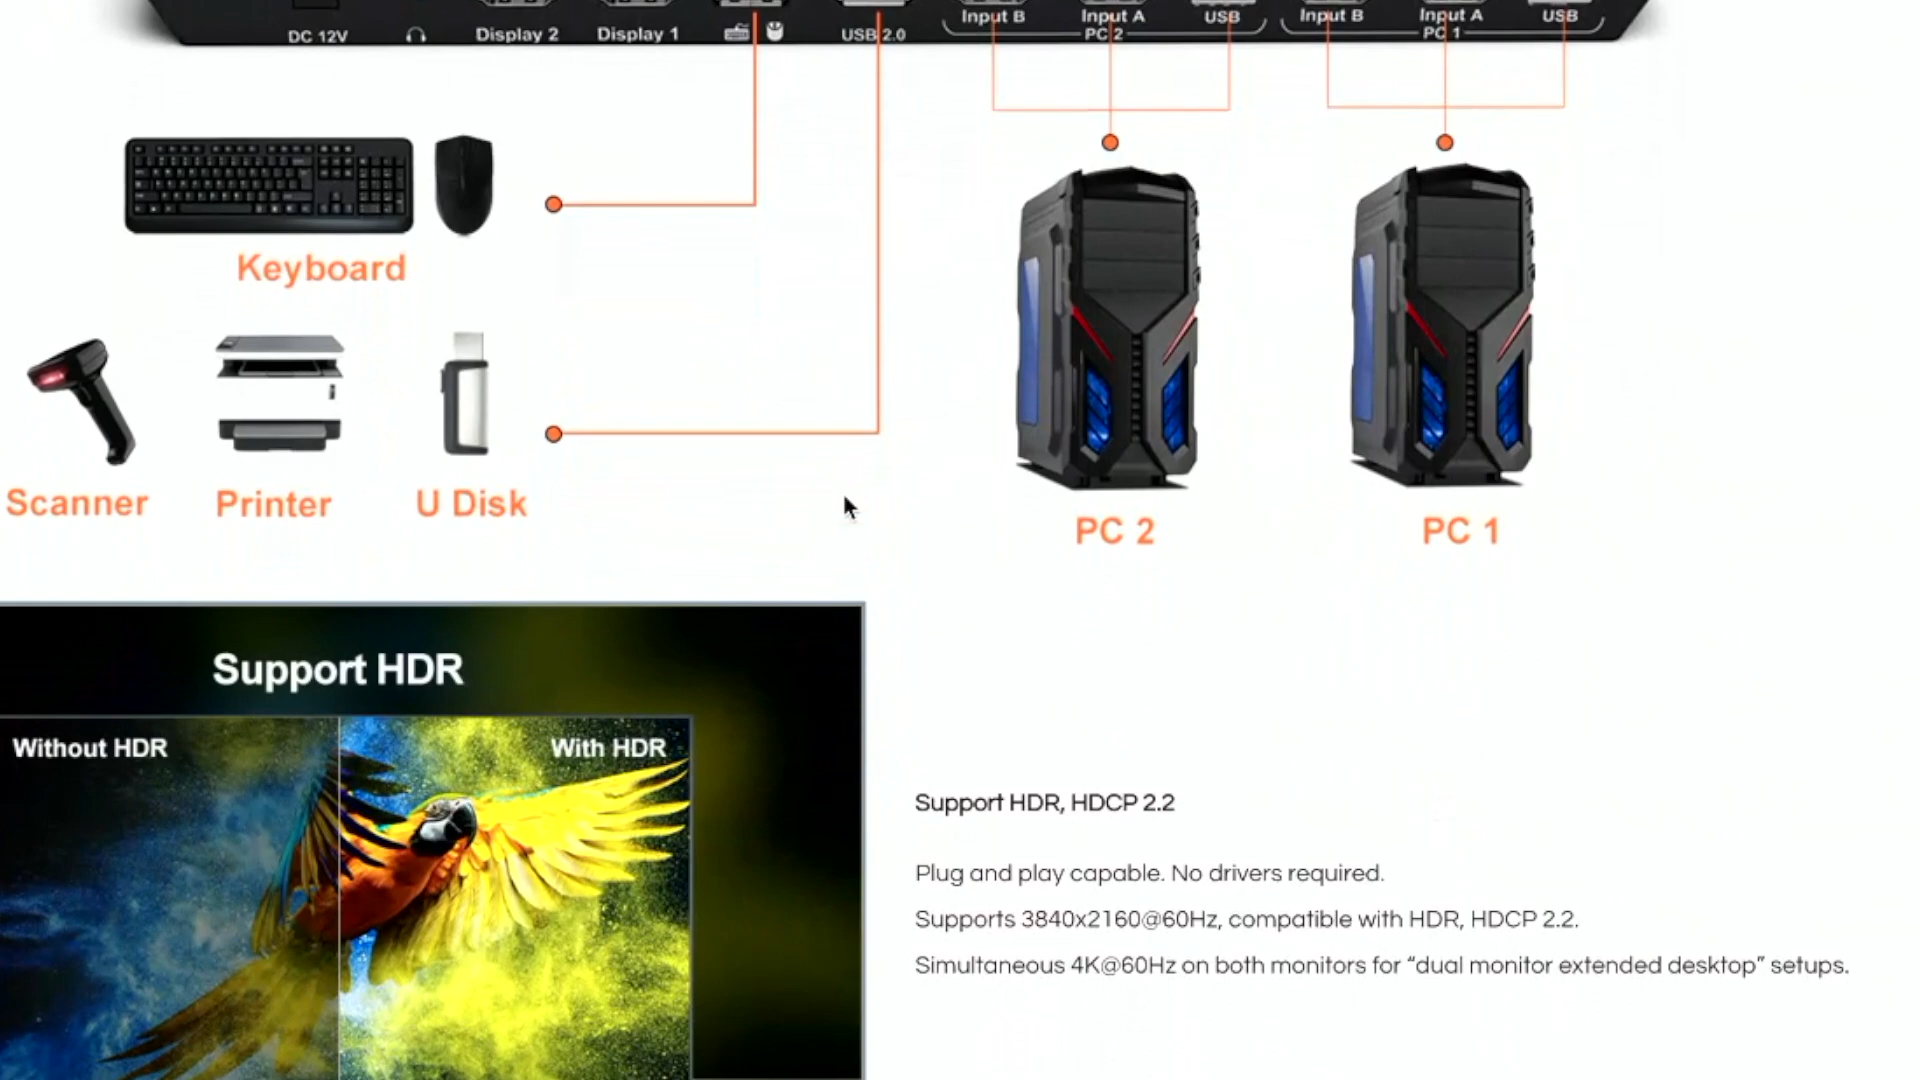 Input B Input A USB Input B Input A USB
DC 12V Display 2 Display 1 USB 2.0 PC 2 PC 1
Keyboard
Scanner Printer U Disk
PC 2 PC 1
Support HDR
Without HDR With HDR
Support HDR, HDCP 2.2
Plug and play capable. No drivers required.
Supports 3840x2160@60Hz, compatible with HDR, HDCP 2.2.
Simultaneous 4K@60Hz on both monitors for “dual monitor extended desktop” setups.